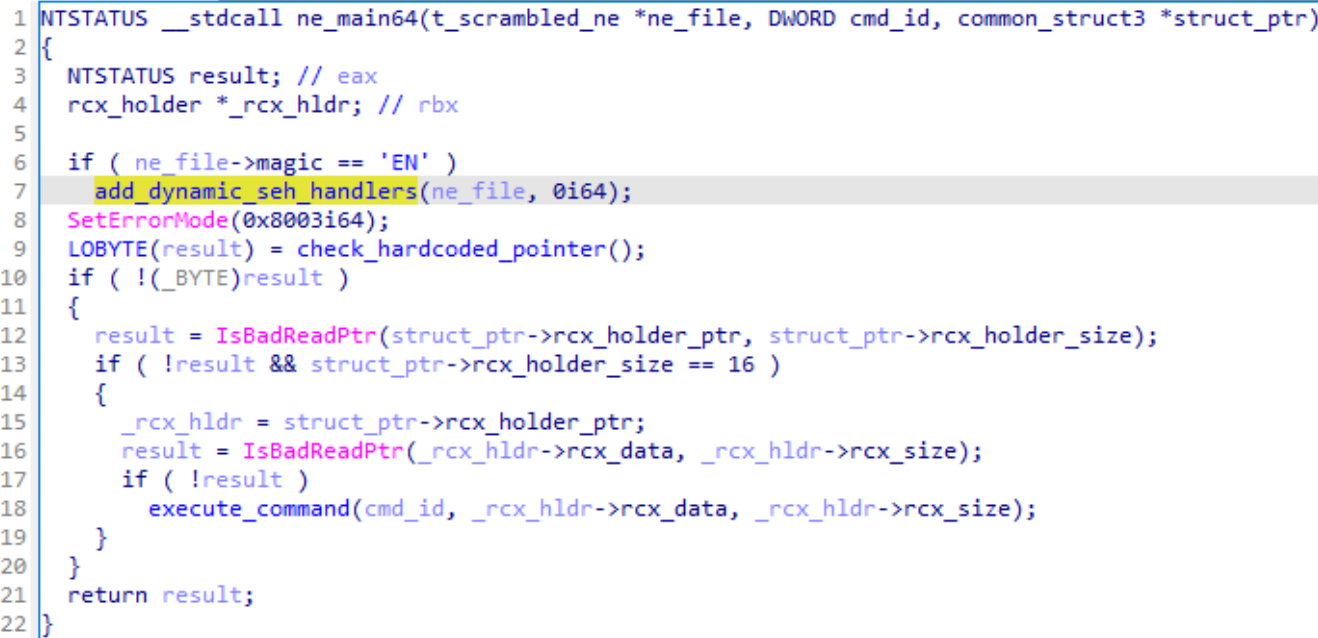 1 NTSTATUS __stdcall ne_main64(t_scrambled_ne *ne_file, DWORD cmd_id, common_struct3 *struct_ptr)
2 {
3   NTSTATUS result; // eax
4   rcx_holder *_rcx_hldr; // rbx
5
6   if ( ne_file->magic == 'EN' )
7     add_dynamic_seh_handlers(ne_file, 0i64);
8   SetErrorMode(0x8003i64);
9   LOBYTE(result) = check_hardcoded_pointer();
10   if ( !(_BYTE)result )
11   {
12     result = IsBadReadPtr(struct_ptr->rcx_holder_ptr, struct_ptr->rcx_holder_size);
13     if ( !result && struct_ptr->rcx_holder_size == 16 )
14     {
15       _rcx_hldr = struct_ptr->rcx_holder_ptr;
16       result = IsBadReadPtr(_rcx_hldr->rcx_data, _rcx_hldr->rcx_size);
17       if ( !result )
18         execute_command(cmd_id, _rcx_hldr->rcx_data, _rcx_hldr->rcx_size);
19     }
20   }
21   return result;
22 }